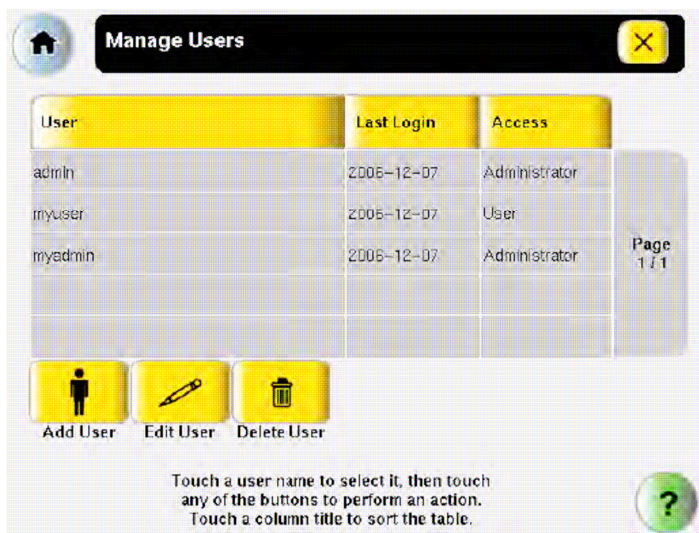 Manage Users
User Last Login Access
admin 2006-12-07 Administrator
myuser 2006-12-07 User
myadmin 2006-12-07 Administrator
Page
1 / 1
Add User Edit User Delete User
Touch a user name to select it, then touch
any of the buttons to perform an action.
Touch a column title to sort the table.
?